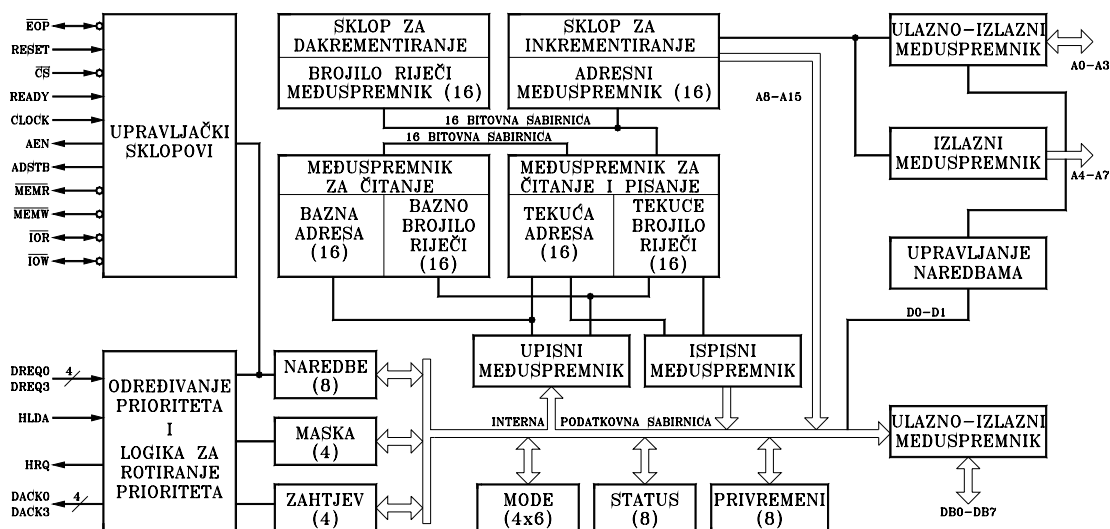 EOP
RESET
CS
READY
CLOCK
AEN
ADSTB
MEMR
MEMW
IOR
IOW
UPRAVLJAČKI
SKLOPOVI
SKLOP ZA
DAKREMENTIRANJE
BROJILO RIJEČI
MEĐUSPREMNIK (16)
SKLOP ZA
INKREMENTIRANJE
ADRESNI
MEĐUSPREMNIK (16)
16 BITOVNA SABIRNICA
16 BITOVNA SABIRNICA
A8-A15
ULAZNO-IZLAZNI
MEĐUSPREMNIK
A0-A3
IZLAZNI
MEĐUSPREMNIK
A4-A7
MEĐUSPREMNIK
ZA ČITANJE
BAZNA
ADRESA
(16)
BAZNO
BROJILO
RIJEČI
(16)
MEĐUSPREMNIK ZA
ČITANJE I PISANJE
TEKUĆA
ADRESA
(16)
TEKUCE
BROJILO
RIJEČI
(16)
UPRAVLJANJE
NAREDBAMA
D0-D1
UPISNI
MEĐUSPREMNIK
ISPISNI
MEĐUSPREMNIK
DREQ0
DREQ3
4
HLDA
HRQ
DACK0
DACK3
4
ODREĐIVANJE
PRIORITETA
I
LOGIKA ZA
ROTIRANJE
PRIORITETA
NAREDBE
(8)
MASKA
(4)
ZAHTJEV
(4)
INTERNA PODATKOVNA SABIRNICA
MODE
(4x6)
STATUS
(8)
PRIVREMENI
(8)
ULAZNO-IZLAZNI
MEĐUSPREMNIK
DB0-DB7